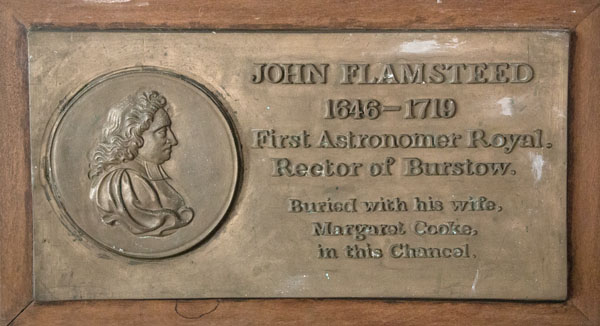 JOHN FLAMSTEED
1646–1719
First Astronomer Royal.
Rector of Burstow.
Buried with his wife,
Margaret Cooke,
in this Chancel.